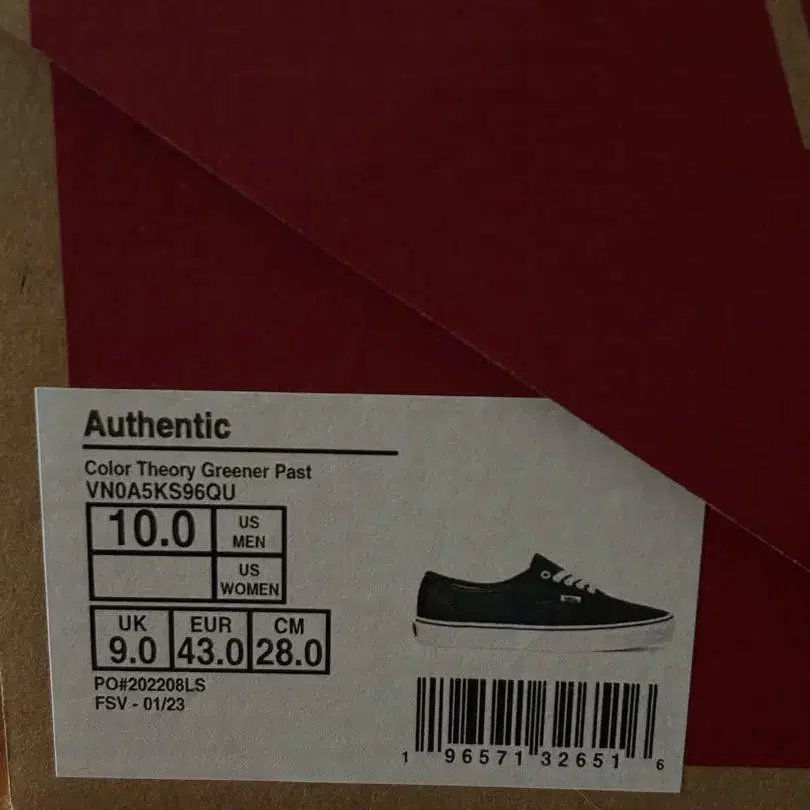 Authentic
Color Theory Greener Past
VN0A5KS96QU
10.0 US MEN
US WOMEN
UK EUR CM
9.0 43.0 28.0
PO#202208LS
FSV - 01/23
1 96571 32651 6